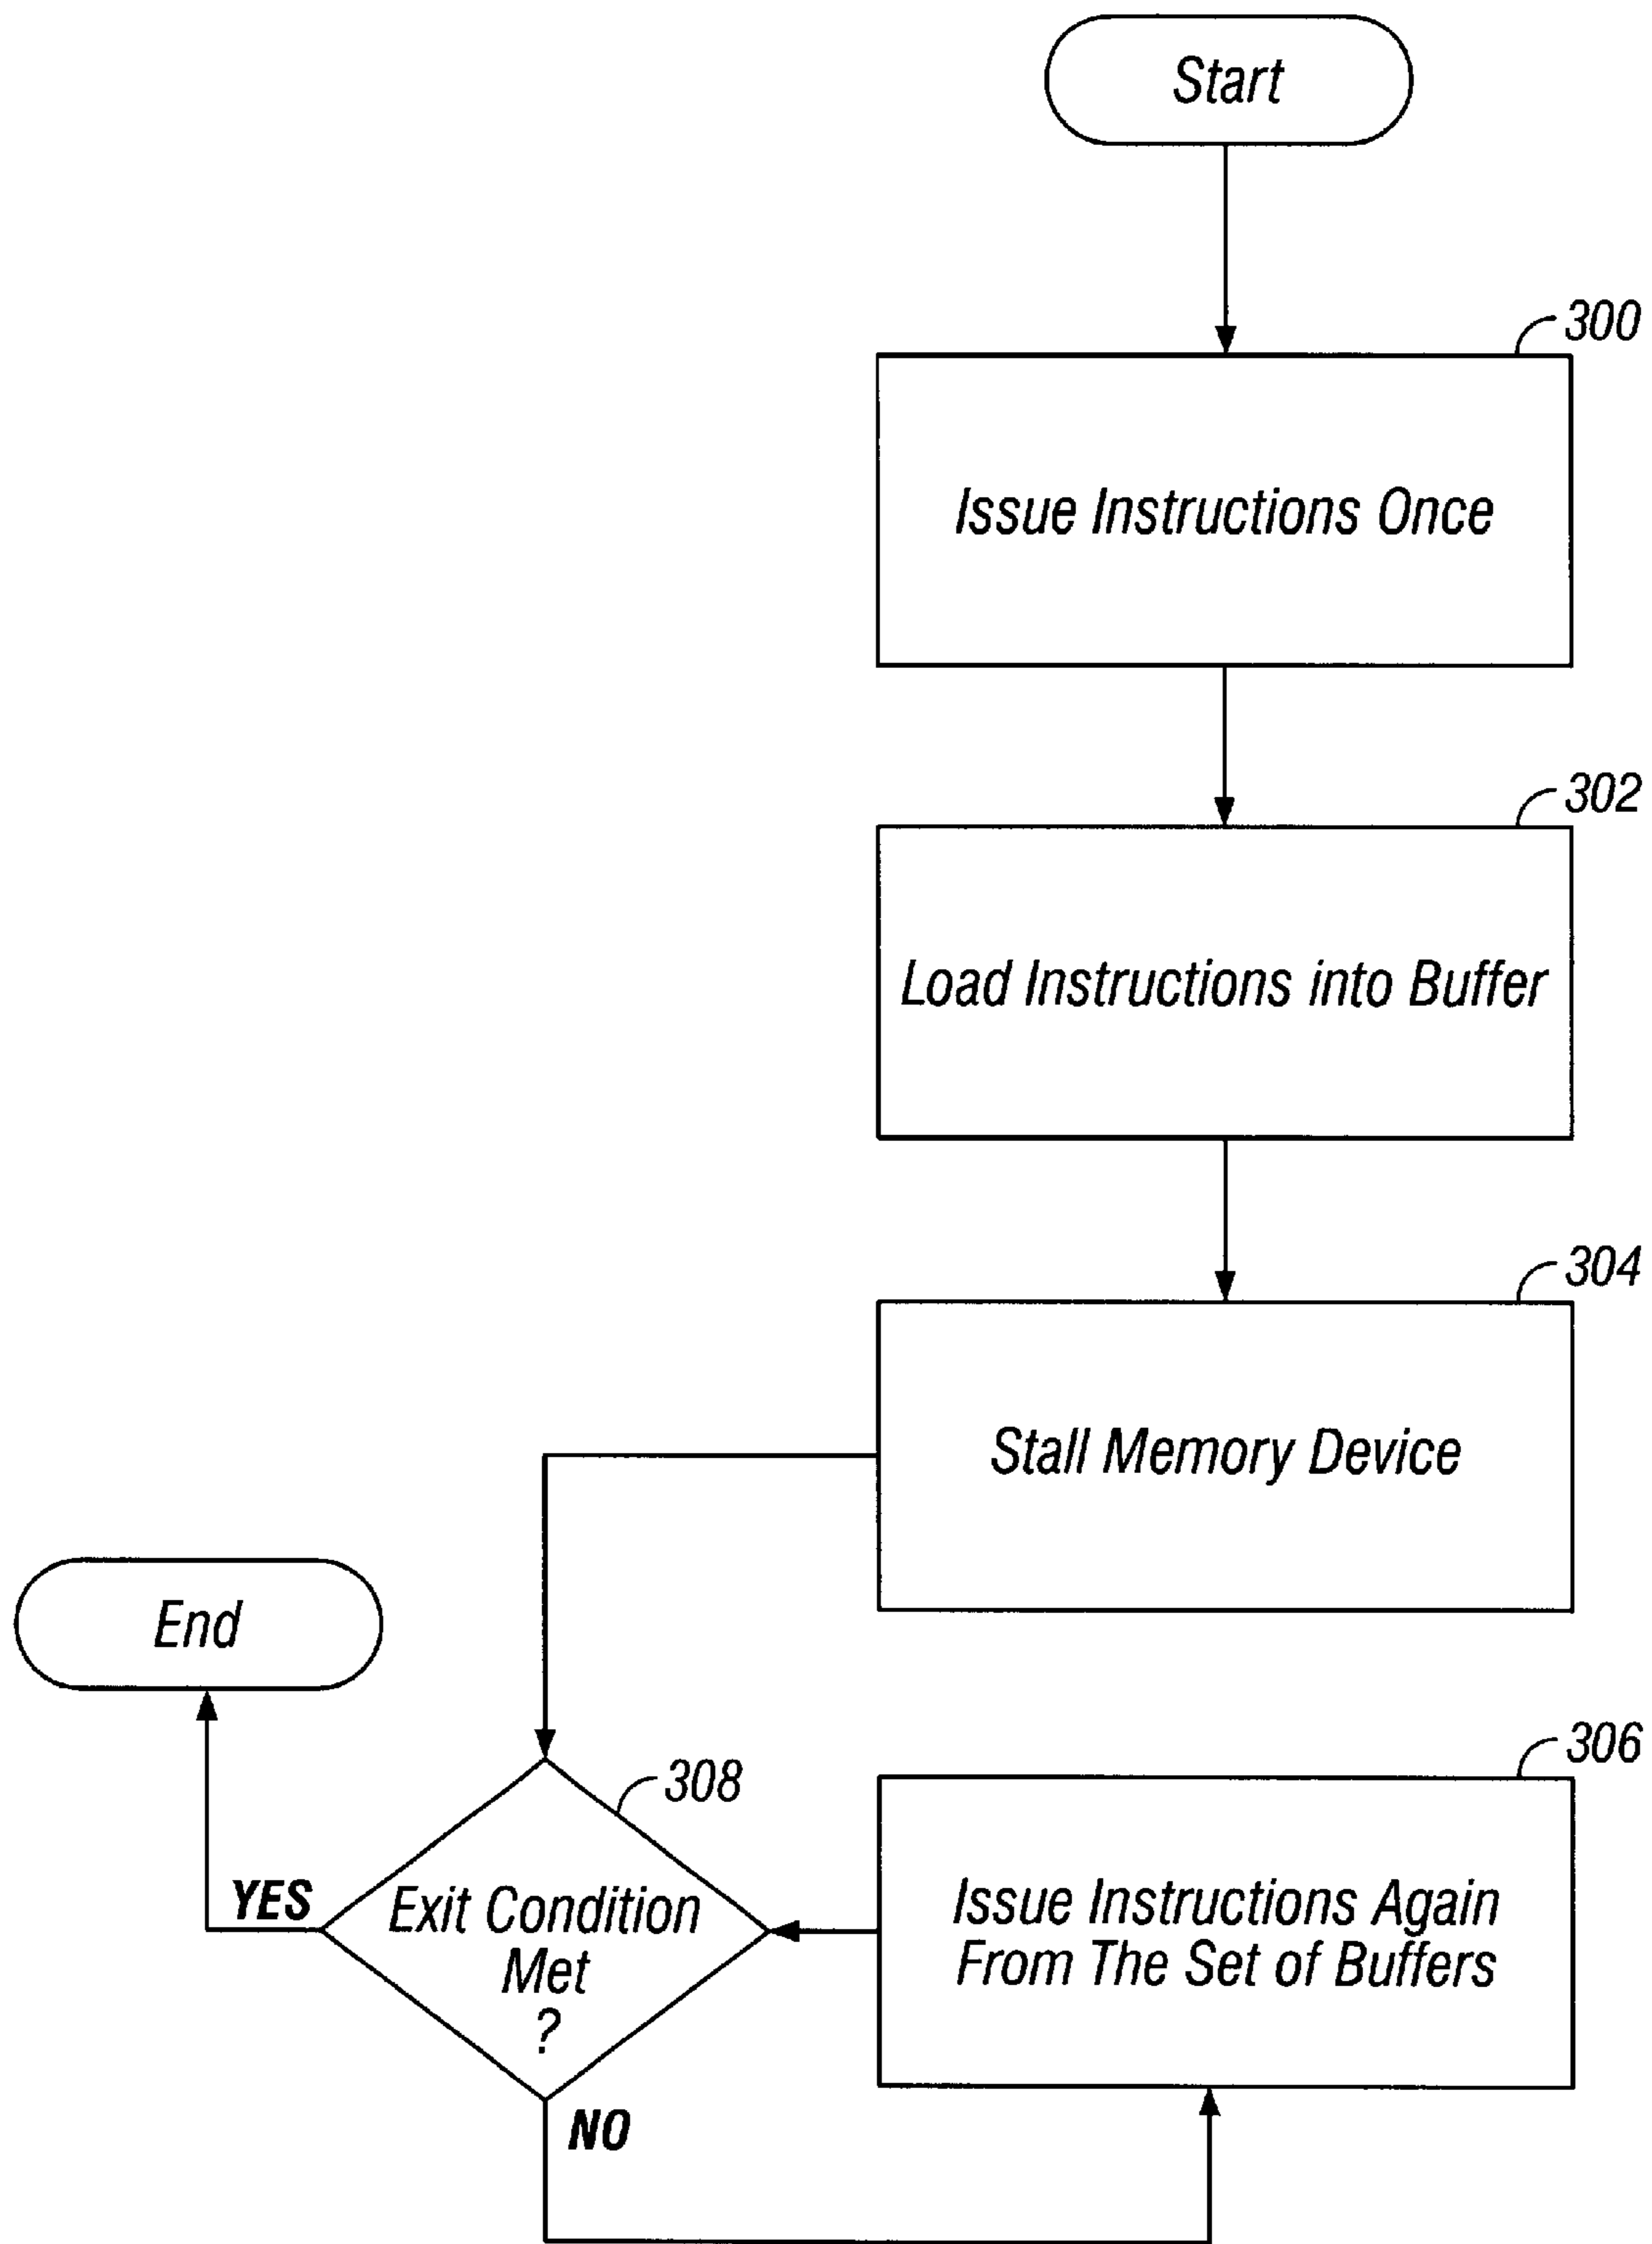 Start
300
Issue Instructions Once
302
Load Instructions into Buffer
304
Stall Memory Device
End
306
308
YES
Exit Condition
Met
?
Issue Instructions Again
From The Set of Buffers
NO